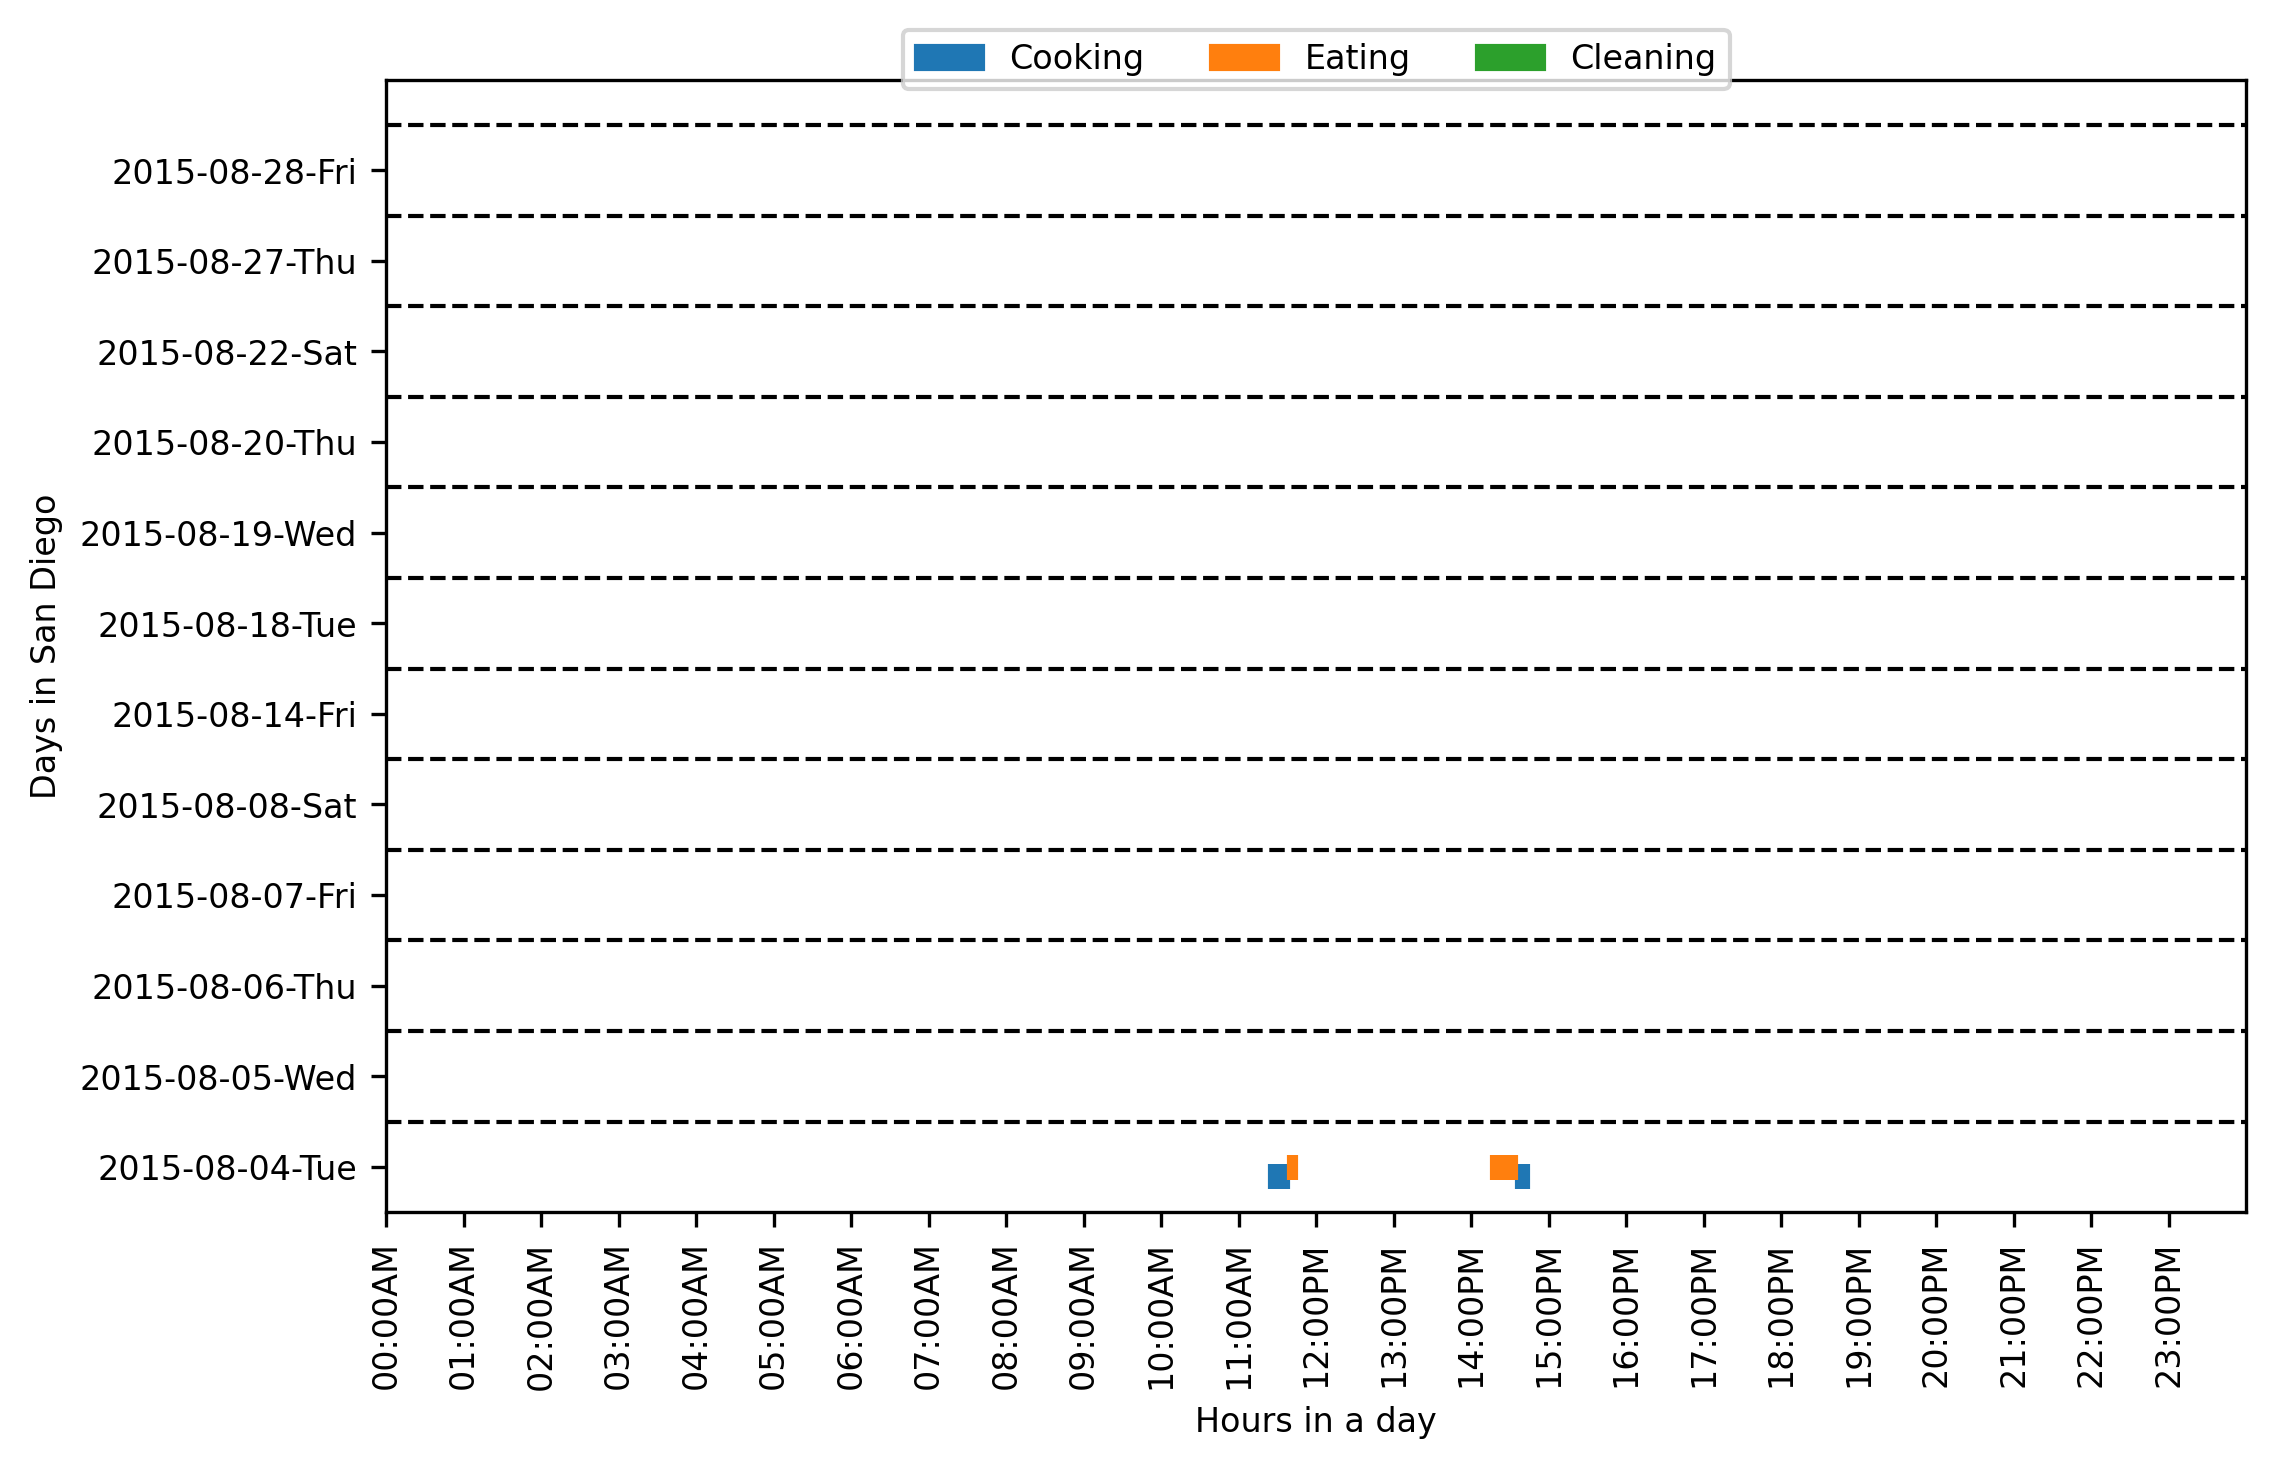 Cooking Eating Cleaning
2015-08-28-Fri
2015-08-27-Thu
2015-08-22-Sat
2015-08-20-Thu
2015-08-19-Wed
2015-08-18-Tue
2015-08-14-Fri
2015-08-08-Sat
2015-08-07-Fri
2015-08-06-Thu
2015-08-05-Wed
2015-08-04-Tue
Days in San Diego
00:00AM
01:00AM
02:00AM
03:00AM
04:00AM
05:00AM
06:00AM
07:00AM
08:00AM
09:00AM
10:00AM
11:00AM
12:00PM
13:00PM
14:00PM
15:00PM
16:00PM
17:00PM
18:00PM
19:00PM
20:00PM
21:00PM
22:00PM
23:00PM
Hours in a day